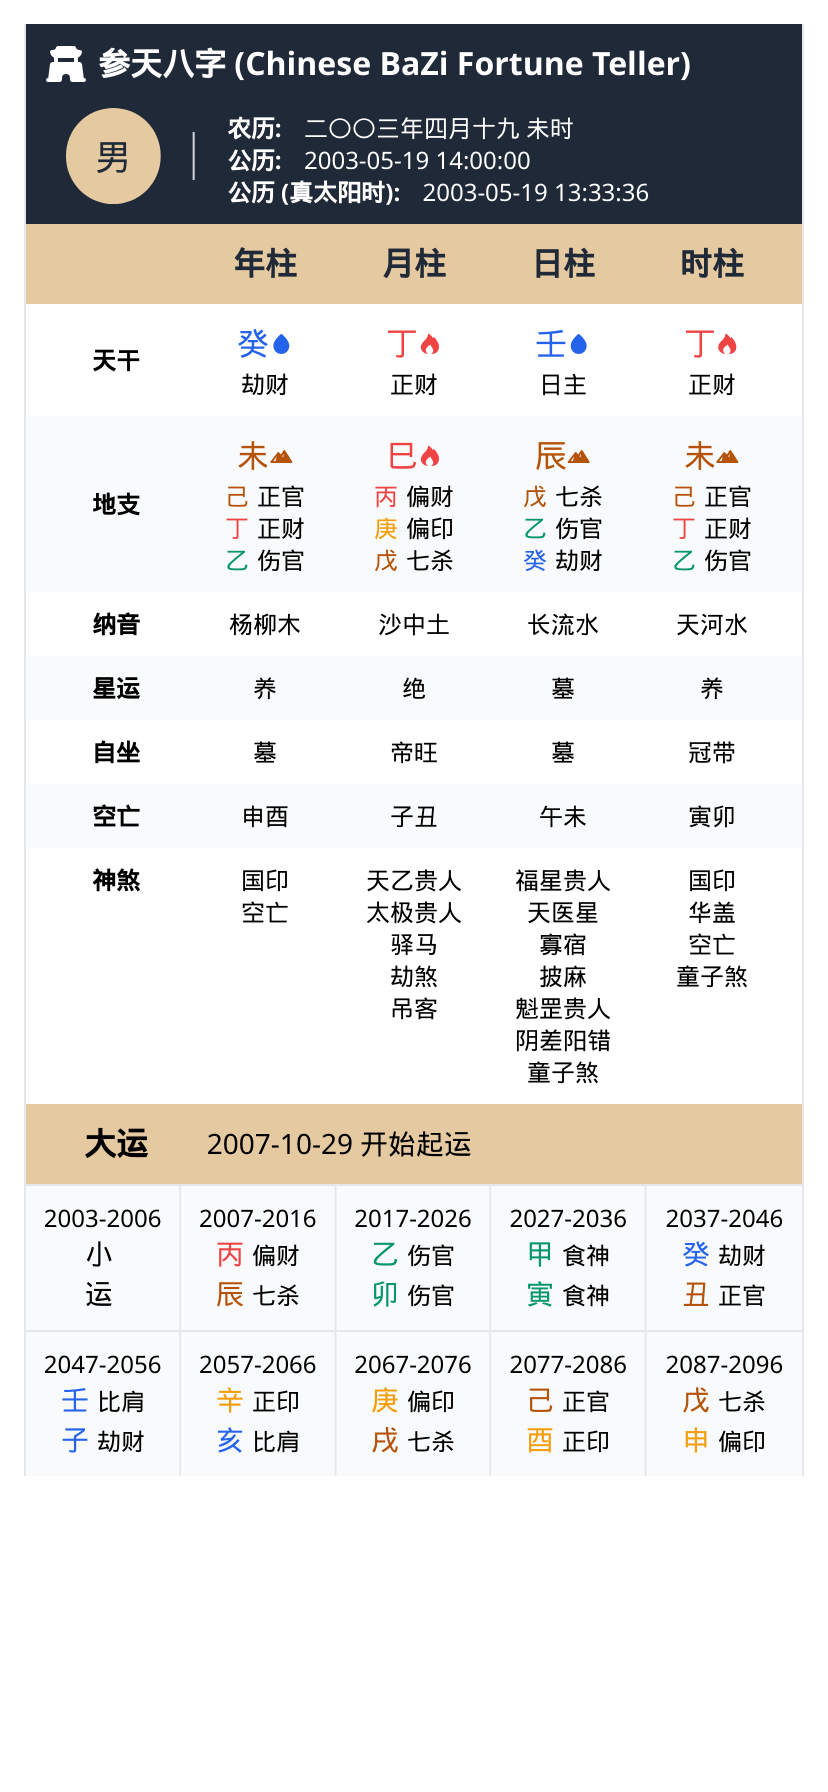 参天八字 (Chinese BaZi Fortune Teller)
男
农历: 二〇〇三年四月十九 未时
公历: 2003-05-19 14:00:00
公历 (真太阳时): 2003-05-19 13:33:36
年柱 月柱 日柱 时柱
天干 癸 丁 壬 丁
劫财 正财 日主 正财
地支 未 巳 辰 未
己 正官 丙 偏财 戊 七杀 己 正官
丁 正财 庚 偏印 乙 伤官 丁 正财
乙 伤官 戊 七杀 癸 劫财 乙 伤官
纳音 杨柳木 沙中土 长流水 天河水
星运 养 绝 墓 养
自坐 墓 帝旺 墓 冠带
空亡 申酉 子丑 午未 寅卯
神煞 国印 天乙贵人 福星贵人 国印
空亡 太极贵人 天医星 华盖
驿马 寡宿 空亡
劫煞 披麻 童子煞
吊客 魁罡贵人
阴差阳错
童子煞
大运 2007-10-29 开始起运
2003-2006 2007-2016 2017-2026 2027-2036 2037-2046
小 丙 偏财 乙 伤官 甲 食神 癸 劫财
运 辰 七杀 卯 伤官 寅 食神 丑 正官
2047-2056 2057-2066 2067-2076 2077-2086 2087-2096
壬 比肩 辛 正印 庚 偏印 己 正官 戊 七杀
子 劫财 亥 比肩 戌 七杀 酉 正印 申 偏印